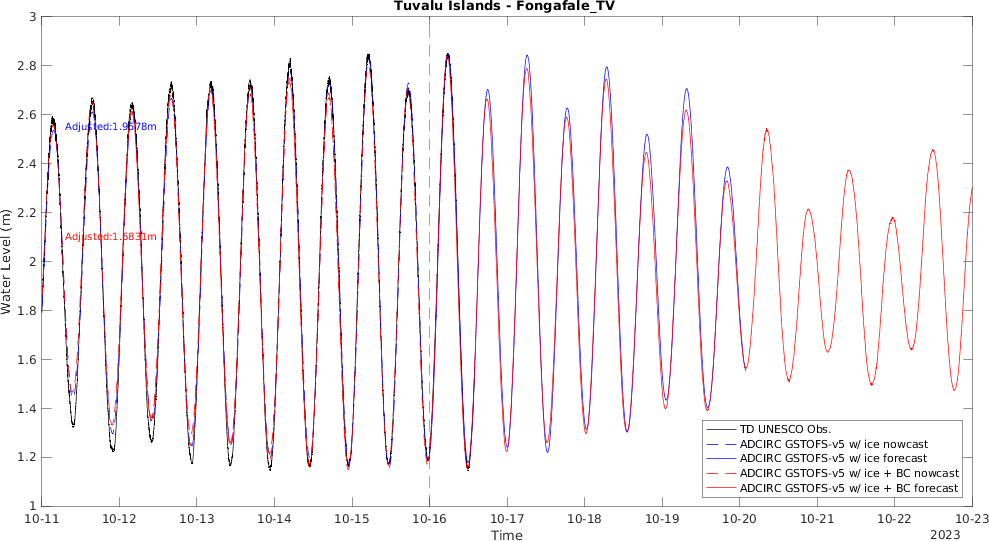 Tuvalu Islands - Fongafale_TV
3
2.8
2.6
2.4
2.2
2
1.8
1.6
1.4
1.2
1
Water Level (m)
Adjusted:1.9578m
Adjusted:1.6831m
TD UNESCO Obs.
ADCIRC GSTOFS-v5 w/ ice nowcast
ADCIRC GSTOFS-v5 w/ ice forecast
ADCIRC GSTOFS-v5 w/ ice + BC nowcast
ADCIRC GSTOFS-v5 w/ ice + BC forecast
10-11 10-12 10-13 10-14 10-15 10-16 10-17 10-18 10-19 10-20 10-21 10-22 10-23
Time
2023